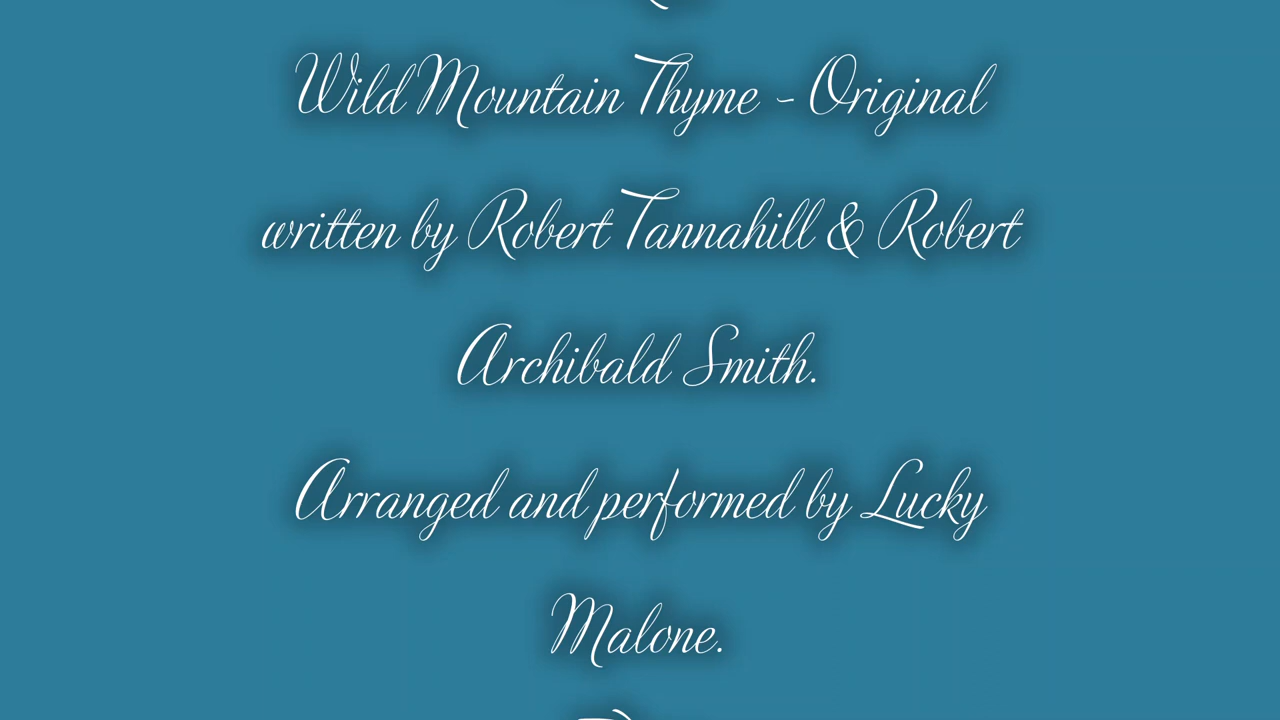 Wild Mountain Thyme - Original
written by Robert Tannahill & Robert
Archibald Smith.
Arranged and performed by Lucky
Malone.